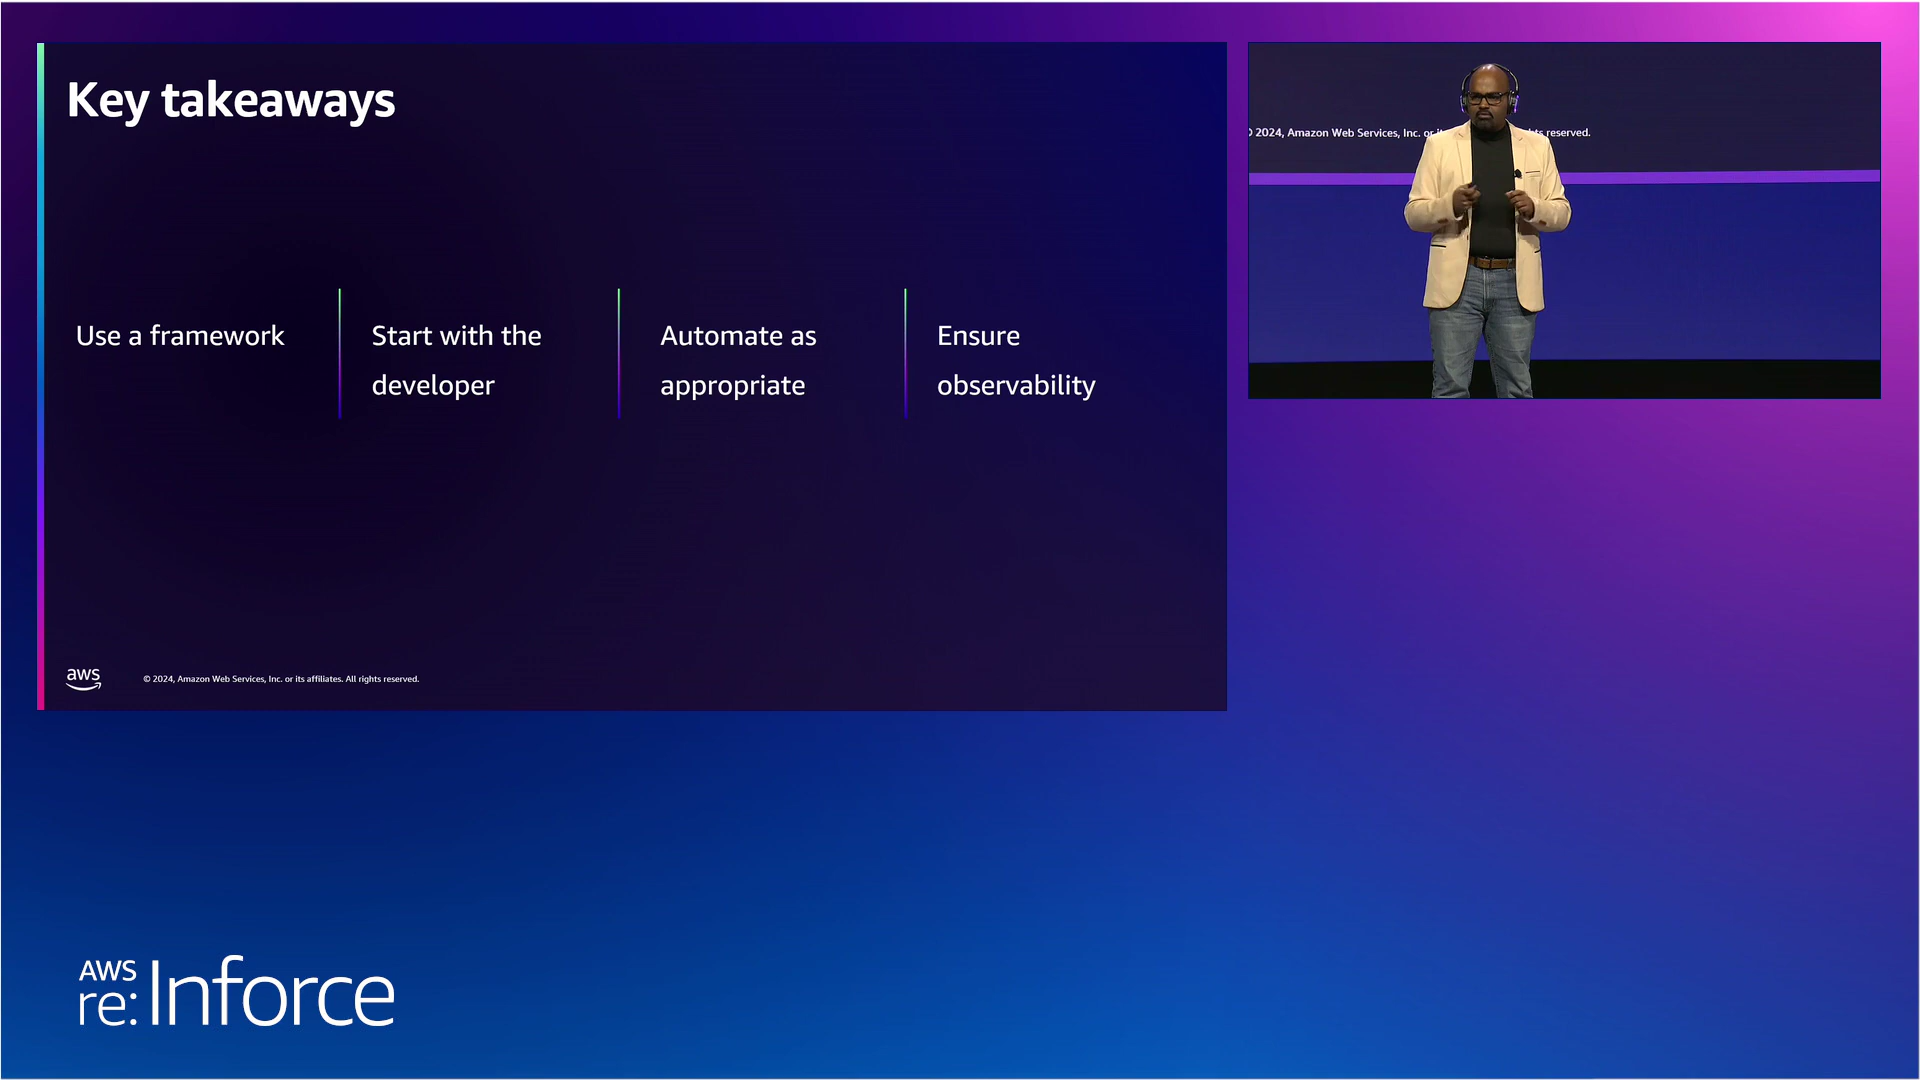 Key takeaways
Use a framework
Start with the
developer
Automate as
appropriate
Ensure
observability
aws
© 2024, Amazon Web Services, Inc. or its affiliates. All rights reserved.
2024, Amazon Web Services, Inc. or
reserved.
AWS
re:Inforce